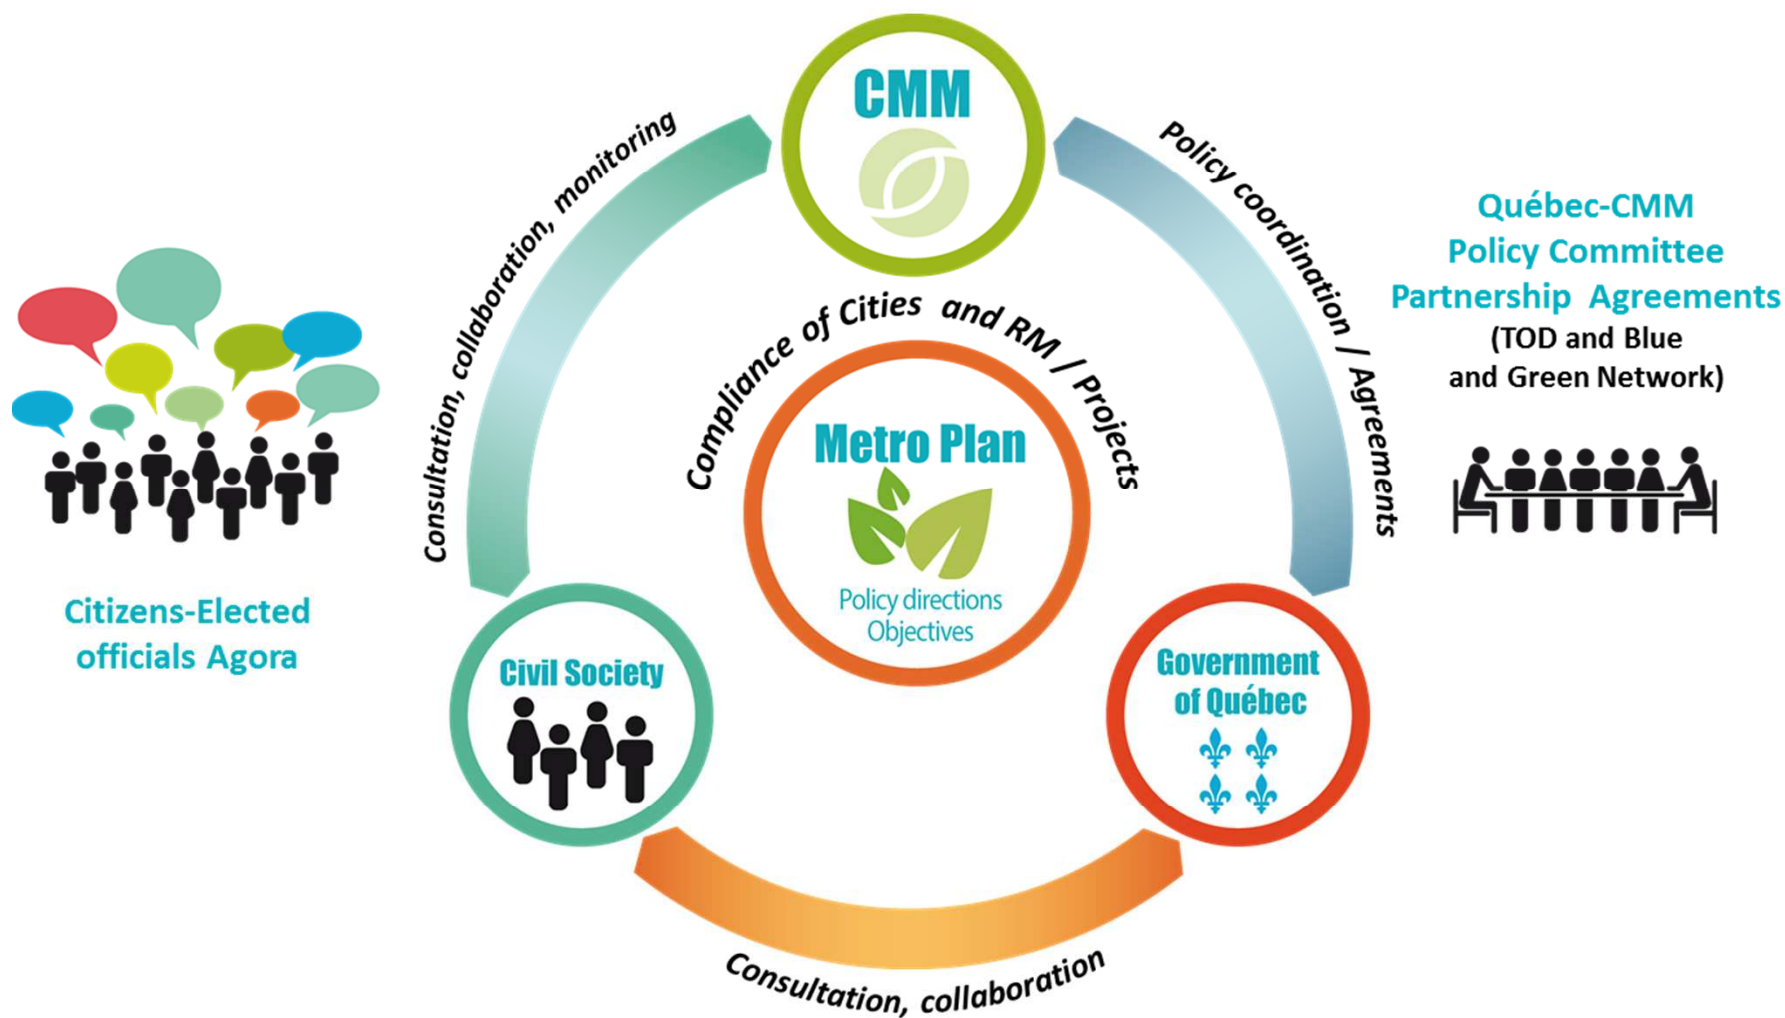 CMM
Consultation, collaboration, monitoring
Policy coordination / Agreements
Québec-CMM
Policy Committee
Partnership Agreements
(TOD and Blue
and Green Network)
Compliance of Cities and RM / Projects
Metro Plan
Policy directions
Objectives
Citizens-Elected
officials Agora
Civil Society
Government
of Québec
Consultation, collaboration